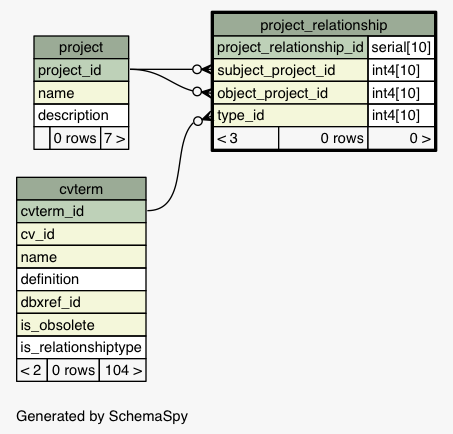 project_relationship
project_relationship_id serial[10]
subject_project_id int4[10]
object_project_id int4[10]
type_id int4[10]
< 3 0 rows 0 >
project
project_id
name
description
0 rows 7 >
cvterm
cvterm_id
cv_id
name
definition
dbxref_id
is_obsolete
is_relationshiptype
< 2 0 rows 104 >
Generated by SchemaSpy